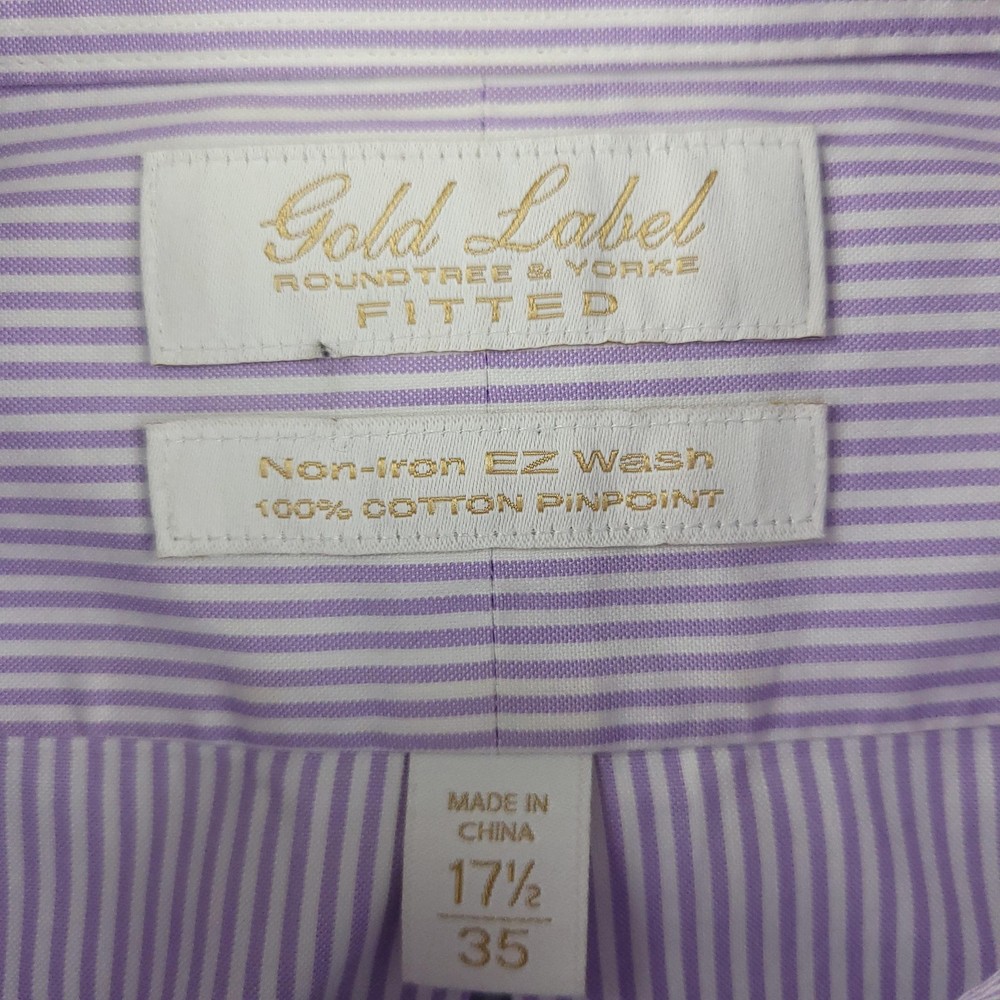 Gold Label
ROUNDTREE & YORKE
FITTED
Non-Iron EZ Wash
100% COTTON PINPOINT
MADE IN
CHINA
17½
35